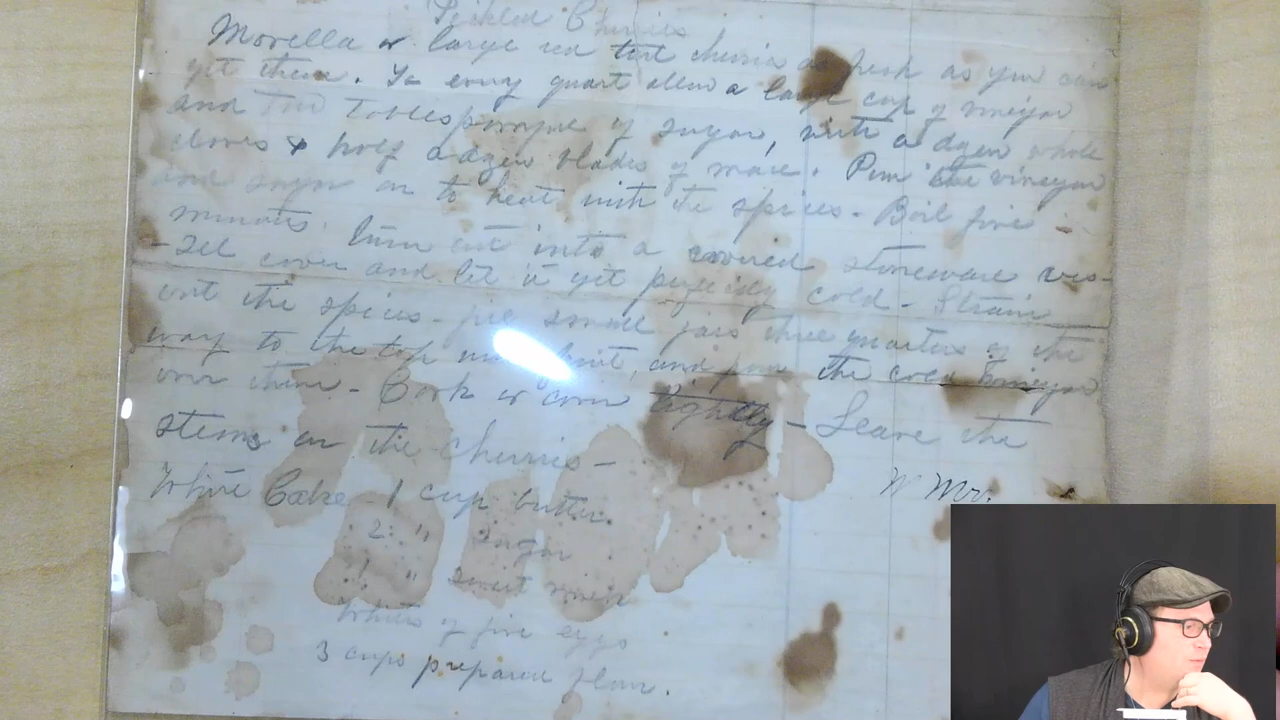 Pickled Cherries
Morella or large red tart cherries as fresh as you can
get them. To every quart allow a large cup of vinegar
and two tablespoonfuls of sugar, with a dozen whole
cloves & half a dozen blades of mace. Put the vinegar
and sugar on to heat with the spices. Boil five
minutes. Turn out into a covered stoneware ves-
sel cover and let it get perfectly cold - Strain
out the spices - fill small jars three quarters of the
way to the top with fruit, and pour the cold vinegar
over them - Cork or cover tightly - Leave the
stems on the cherries -
White Cake - 1 cup butter.
2 " sugar
1 " sweet milk
Whites of five eggs
3 cups prepared flour.